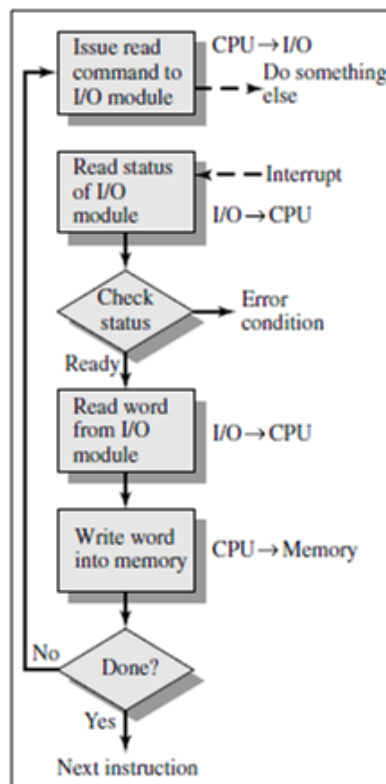 Issue read
command to
I/O module
CPU→I/O
Do something
else
Read status
of I/O
module
Interrupt
I/O→CPU
Check
status
Error
condition
Ready
Read word
from I/O
module
I/O→CPU
Write word
into memory
CPU→Memory
No
Done?
Yes
Next instruction